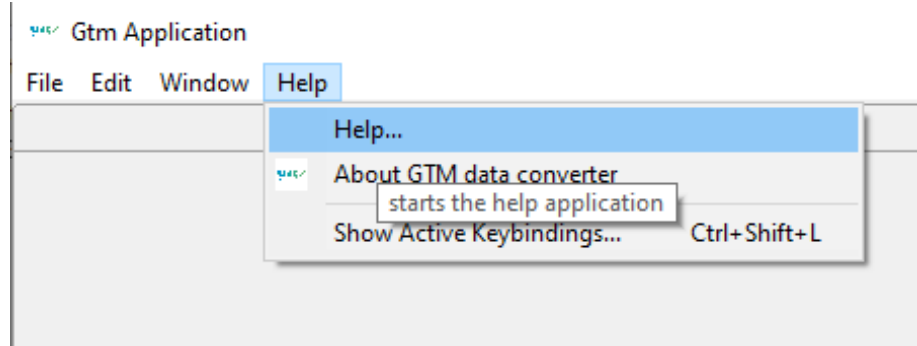 Gtm Application
File Edit Window Help
Help...
About GTM data converter
starts the help application
Show Active Keybindings... Ctrl+Shift+L